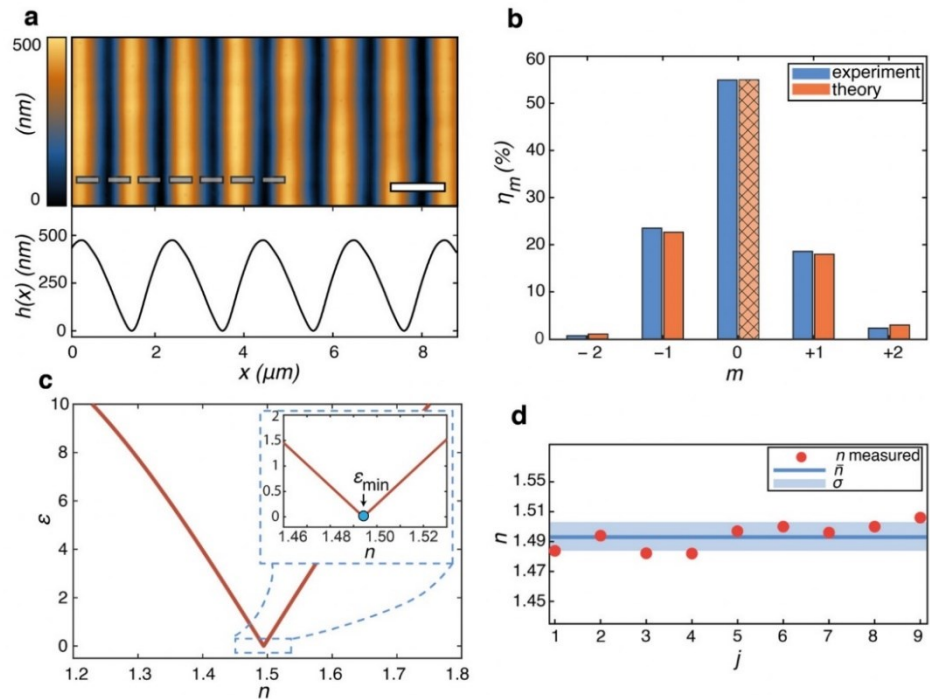 a
500
(nm)
0
500
250
0
h(x) (nm)
0 2 4 6 8
x (μm)
b
60
50
40
30
20
10
0
η_m (%)
experiment
theory
− 2 −1 0 +1 +2
m
c
10
8
6
4
2
0
ε
1.2 1.3 1.4 1.5 1.6 1.7 1.8
n
2
1.5
1
0.5
0
ε_min
1.46 1.48 1.50 1.52
n
d
n measured
n̄
σ
1.55
1.51
1.49
1.47
1.45
n
1 2 3 4 5 6 7 8 9
j